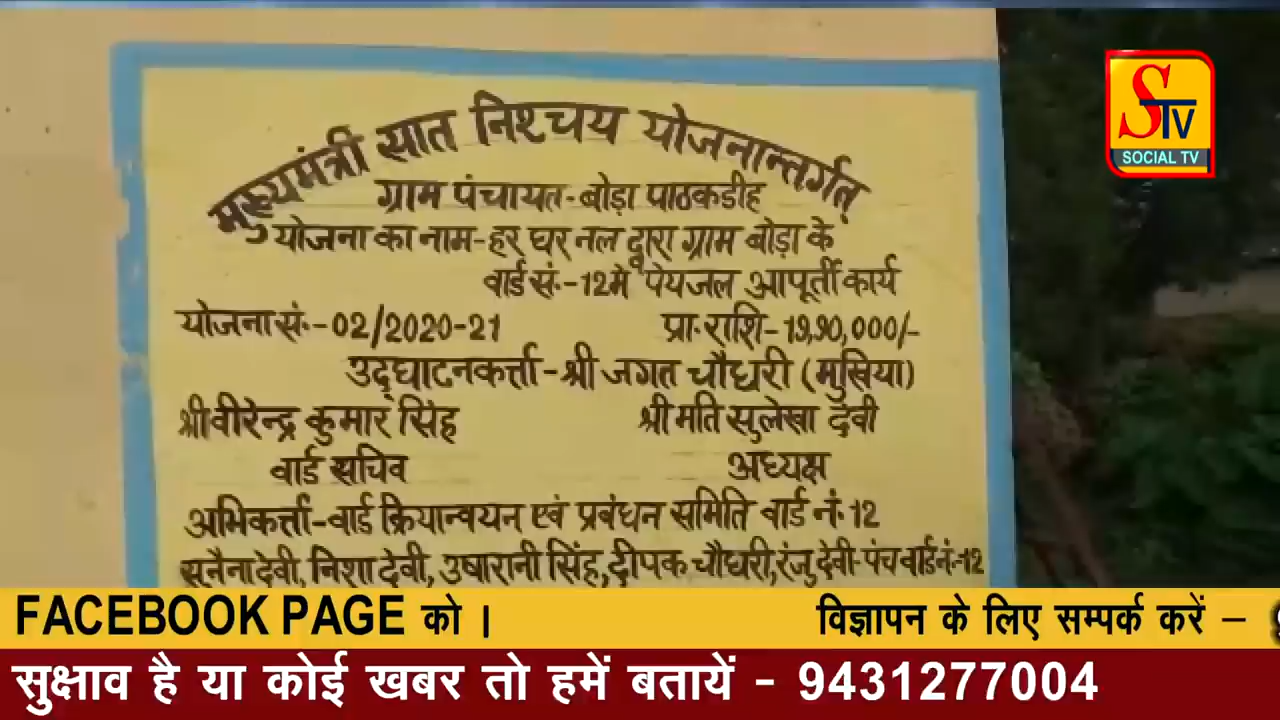 मुख्यमंत्री सात निश्चय योजनान्तर्गत्
ग्राम पंचायत-बोड़ा पाठकडीह
योजना का नाम-हर घर नल द्वारा ग्राम बोड़ा के
वार्ड सं.-12मे पेयजल आपूर्ती कार्य
योजना सं.-02/2020-21 प्रा. राशि-19,90,000/-
उद्घाटनकर्त्ता-श्री जगत चौधरी (मुखिया)
श्री वीरेन्द्र कुमार सिंह श्री मति सुलेखा देवी
वार्ड सचिव अध्यक्ष
अभिकर्त्ता-वार्ड क्रियान्वयन एवं प्रबंधन समिति वार्ड नं. 12
सुनैना देवी, निशा देवी, उषारानी सिंह, दीपक चौधरी, रंजु देवी-पंच वार्ड नं.-12
STV
SOCIAL TV
FACEBOOK PAGE को । विज्ञापन के लिए सम्पर्क करें –
सुक्षाव है या कोई खबर तो हमें बतायें - 9431277004